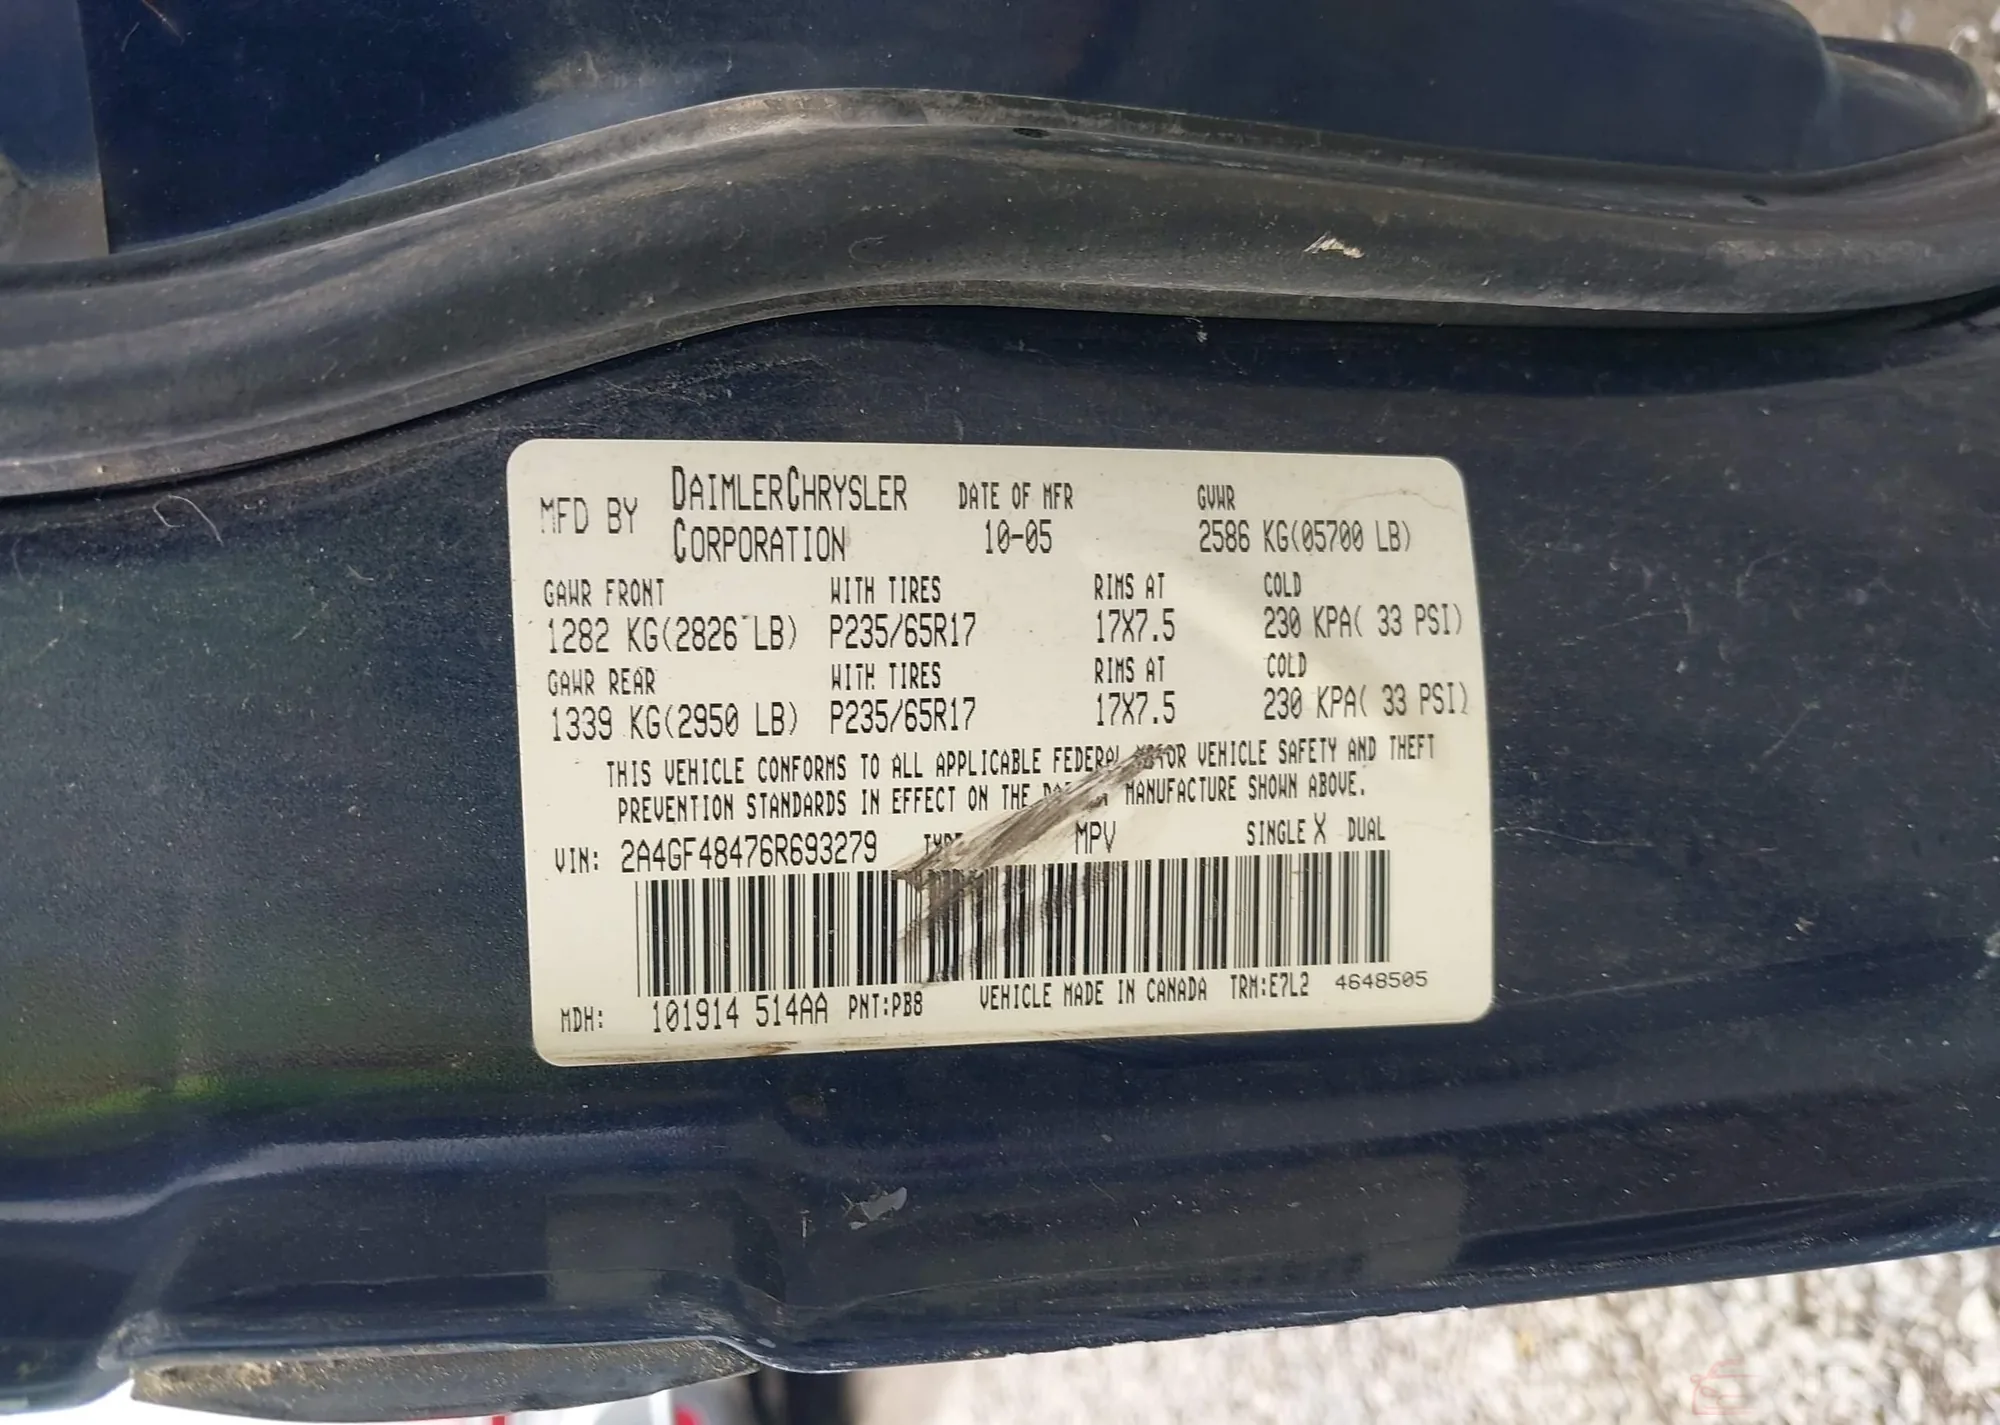 MFD BY DAIMLERCHRYSLER CORPORATION DATE OF MFR 10-05 GVWR 2586 KG(05700 LB)
GAWR FRONT WITH TIRES RIMS AT COLD
1282 KG(2826 LB) P235/65R17 17X7.5 230 KPA( 33 PSI)
GAWR REAR WITH TIRES RIMS AT COLD
1339 KG(2950 LB) P235/65R17 17X7.5 230 KPA( 33 PSI)
THIS VEHICLE CONFORMS TO ALL APPLICABLE FEDERAL MOTOR VEHICLE SAFETY AND THEFT
PREVENTION STANDARDS IN EFFECT ON THE MANUFACTURE SHOWN ABOVE.
VIN: 2A4GF48476R693279 TYPE MPV SINGLE X DUAL
MDH: 101914 514AA PNT:PB8 VEHICLE MADE IN CANADA TRM:E7L2 4648505